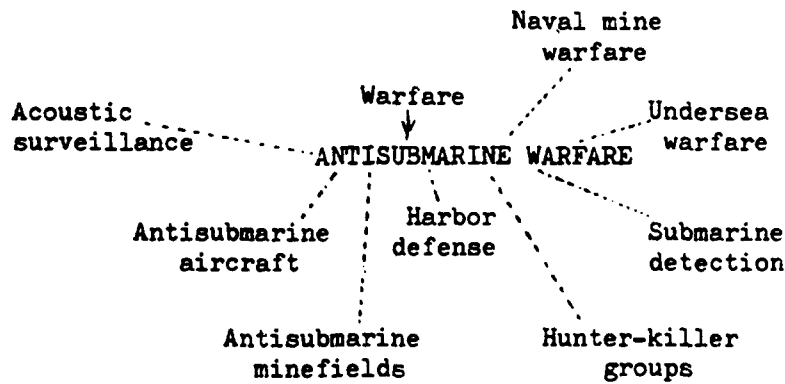 Naval mine
warfare
Warfare
Acoustic
surveillance
Undersea
warfare
ANTISUBMARINE WARFARE
Antisubmarine
aircraft
Harbor
defense
Submarine
detection
Antisubmarine
minefields
Hunter-killer
groups